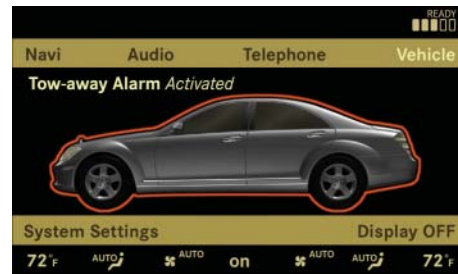 READY
Navi Audio Telephone Vehicle
Tow-away Alarm Activated
System Settings Display OFF
72°F AUTO AUTO on AUTO AUTO 72°F